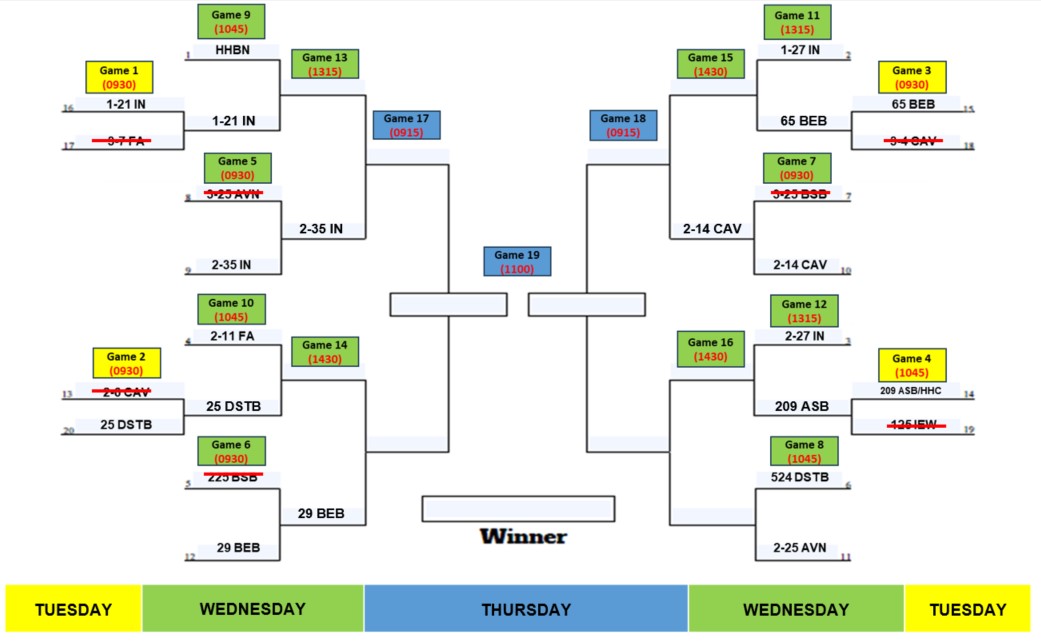 Game 9
(1045)
1 HHBN
Game 1
(0930)
16 1-21 IN
17 3-7 FA
1-21 IN
Game 13
(1315)
Game 5
(0930)
8 3-25 AVN
9 2-35 IN
2-35 IN
Game 17
(0915)
Game 10
(1045)
4 2-11 FA
Game 2
(0930)
13 2-6 CAV
20 25 DSTB
25 DSTB
Game 14
(1430)
Game 6
(0930)
5 225 BSB
12 29 BEB
29 BEB
Game 19
(1100)
Winner
Game 18
(0915)
Game 15
(1430)
Game 11
(1315)
1-27 IN 2
Game 3
(0930)
65 BEB 15
3-4 CAV 18
65 BEB
Game 7
(0930)
3-25 BSB 7
2-14 CAV
2-14 CAV 10
Game 12
(1315)
2-27 IN 3
Game 16
(1430)
Game 4
(1045)
209 ASB/HHC 14
125 IEW 19
209 ASB
Game 8
(1045)
524 DSTB 6
2-25 AVN 11
TUESDAY
WEDNESDAY
THURSDAY
WEDNESDAY
TUESDAY